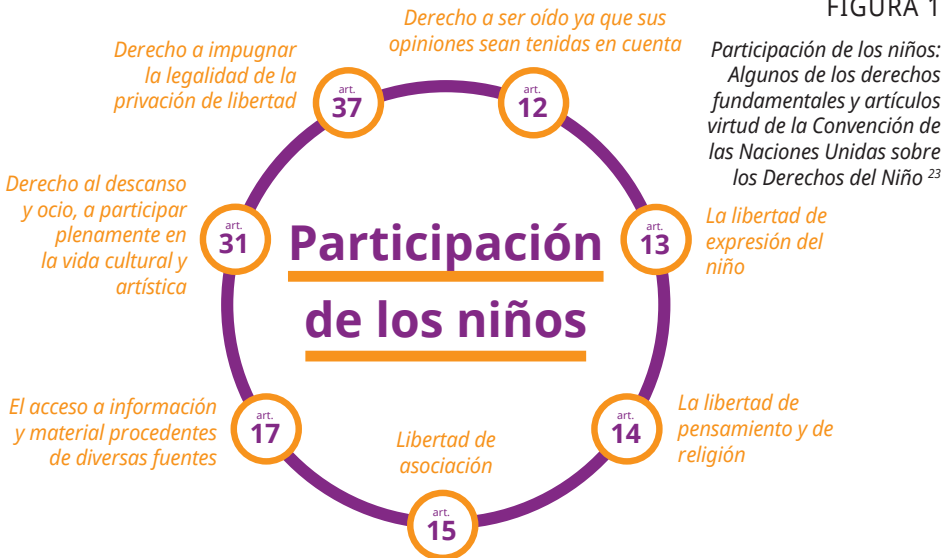 FIGURA 1
Participación de los niños:
Algunos de los derechos
fundamentales y artículos
virtud de la Convención de
las Naciones Unidas sobre
los Derechos del Niño 23
Derecho a ser oído ya que sus
opiniones sean tenidas en cuenta
art.
12
La libertad de
expresión del
niño
art.
13
La libertad de
pensamiento y de
religión
art.
14
Libertad de
asociación
art.
15
El acceso a información
y material procedentes
de diversas fuentes
art.
17
Derecho al descanso
y ocio, a participar
plenamente en
la vida cultural y
artística
art.
31
Derecho a impugnar
la legalidad de la
privación de libertad
art.
37
Participación
de los niños